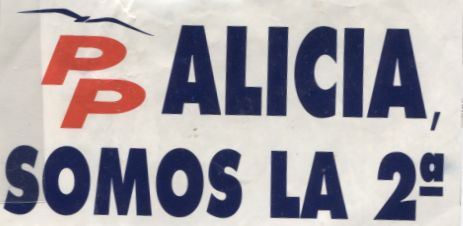 PP ALICIA,
SOMOS LA 2ª